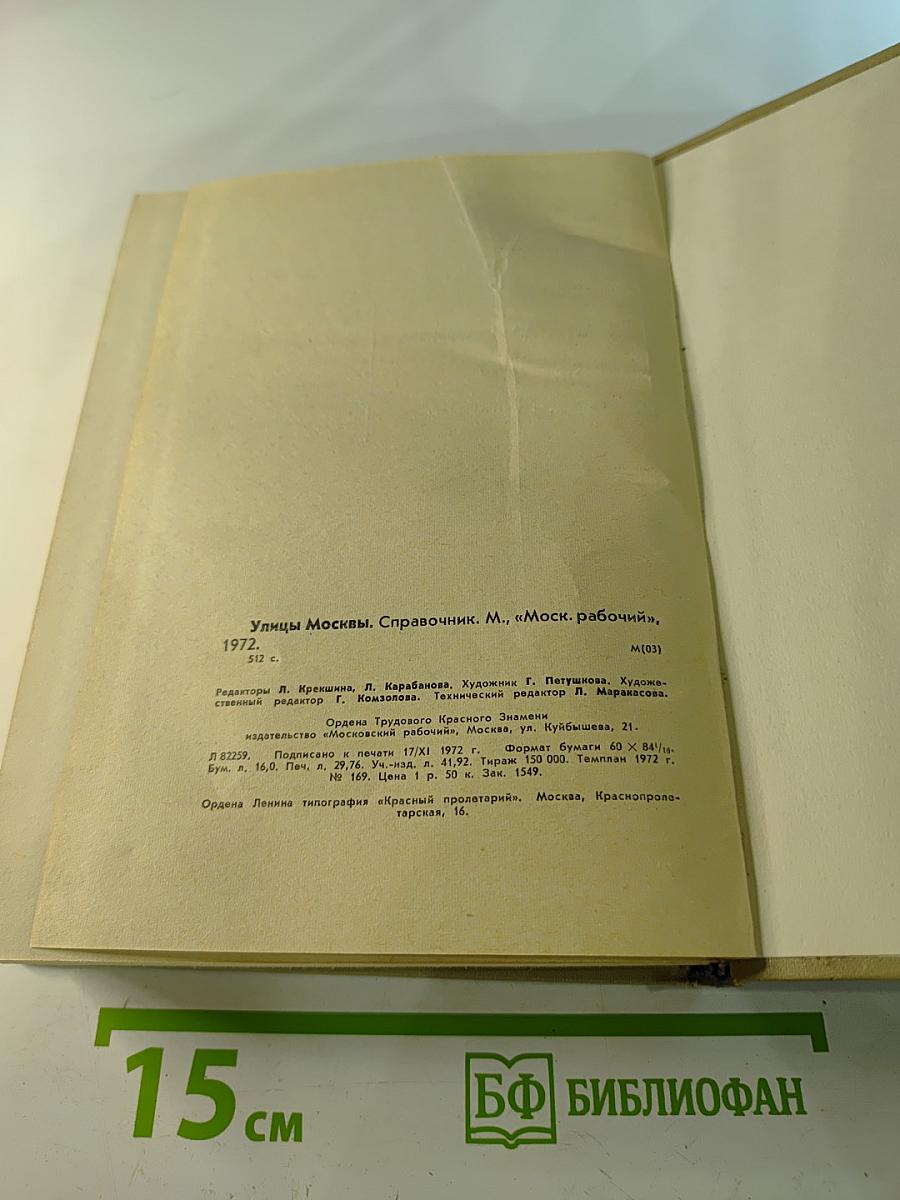 Улицы Москвы. Справочник. М., «Моск. рабочий»,
1972.
512 с.
М(03)
Редакторы Л. Крекшина, Л. Карабанова. Художник Г. Петушкова. Художе-
ственный редактор Г. Комзолова. Технический редактор Л. Маракасова.
Ордена Трудового Красного Знамени
издательство «Московский рабочий», Москва, ул. Куйбышева, 21.
Л 82259. Подписано к печати 17/XI 1972 г. Формат бумаги 60 × 84¹/₁₆.
Бум. л. 16,0. Печ. л. 29,76. Уч.-изд. л. 41,92. Тираж 150 000. Темплан 1972 г.
№ 169. Цена 1 р. 50 к. Зак. 1549.
Ордена Ленина типография «Красный пролетарий». Москва, Краснопроле-
тарская, 16.
15 см
БФ БИБЛИОФАН